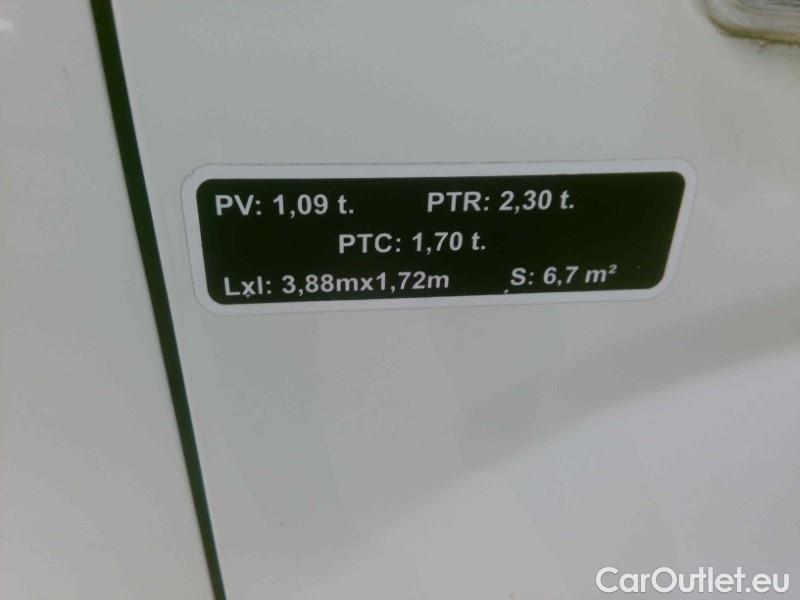 PV: 1,09 t. PTR: 2,30 t.
PTC: 1,70 t.
Lxl: 3,88mx1,72m S: 6,7 m²
CarOutlet.eu